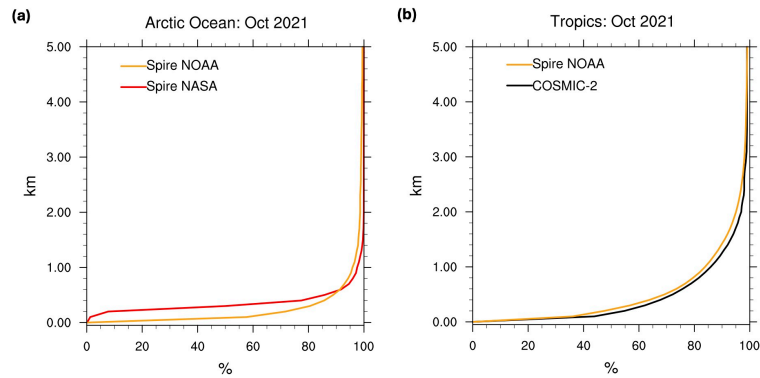 (a)
Arctic Ocean: Oct 2021
5.00
4.00
3.00
2.00
1.00
0.00
km
Spire NOAA
Spire NASA
0 20 40 60 80 100
%
(b)
Tropics: Oct 2021
5.00
4.00
3.00
2.00
1.00
0.00
km
Spire NOAA
COSMIC-2
0 20 40 60 80 100
%